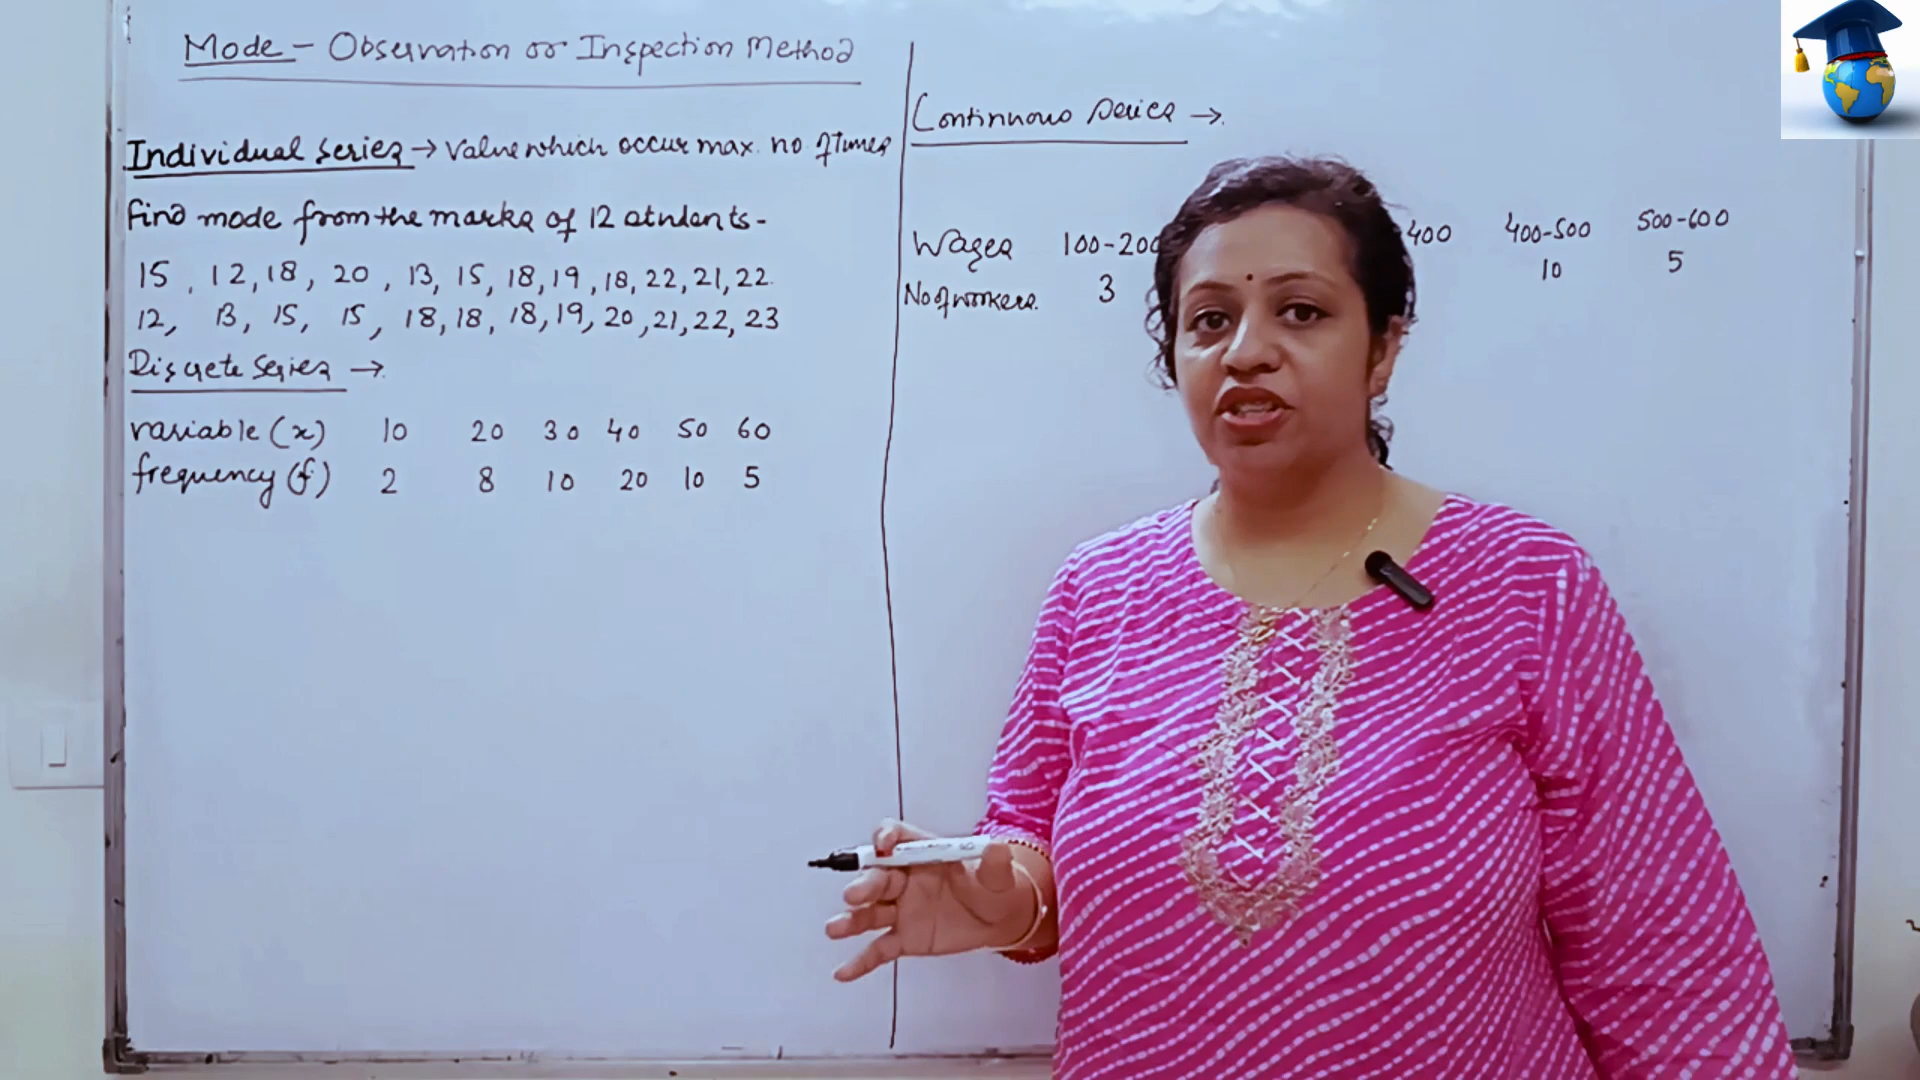 Mode - Observation or Inspection Method
Individual series → Value which occur max. no of times
find mode from the marks of 12 students -
15, 12, 18, 20, 13, 15, 18, 19, 18, 22, 21, 22
12, 13, 15, 15, 18, 18, 18, 19, 20, 21, 22, 23
Discrete series →
variable (x) 10 20 30 40 50 60
frequency (f) 2 8 10 20 10 5
Continuous series →
Wages 100-200 400 400-500 500-600
No of workers 3 10 5